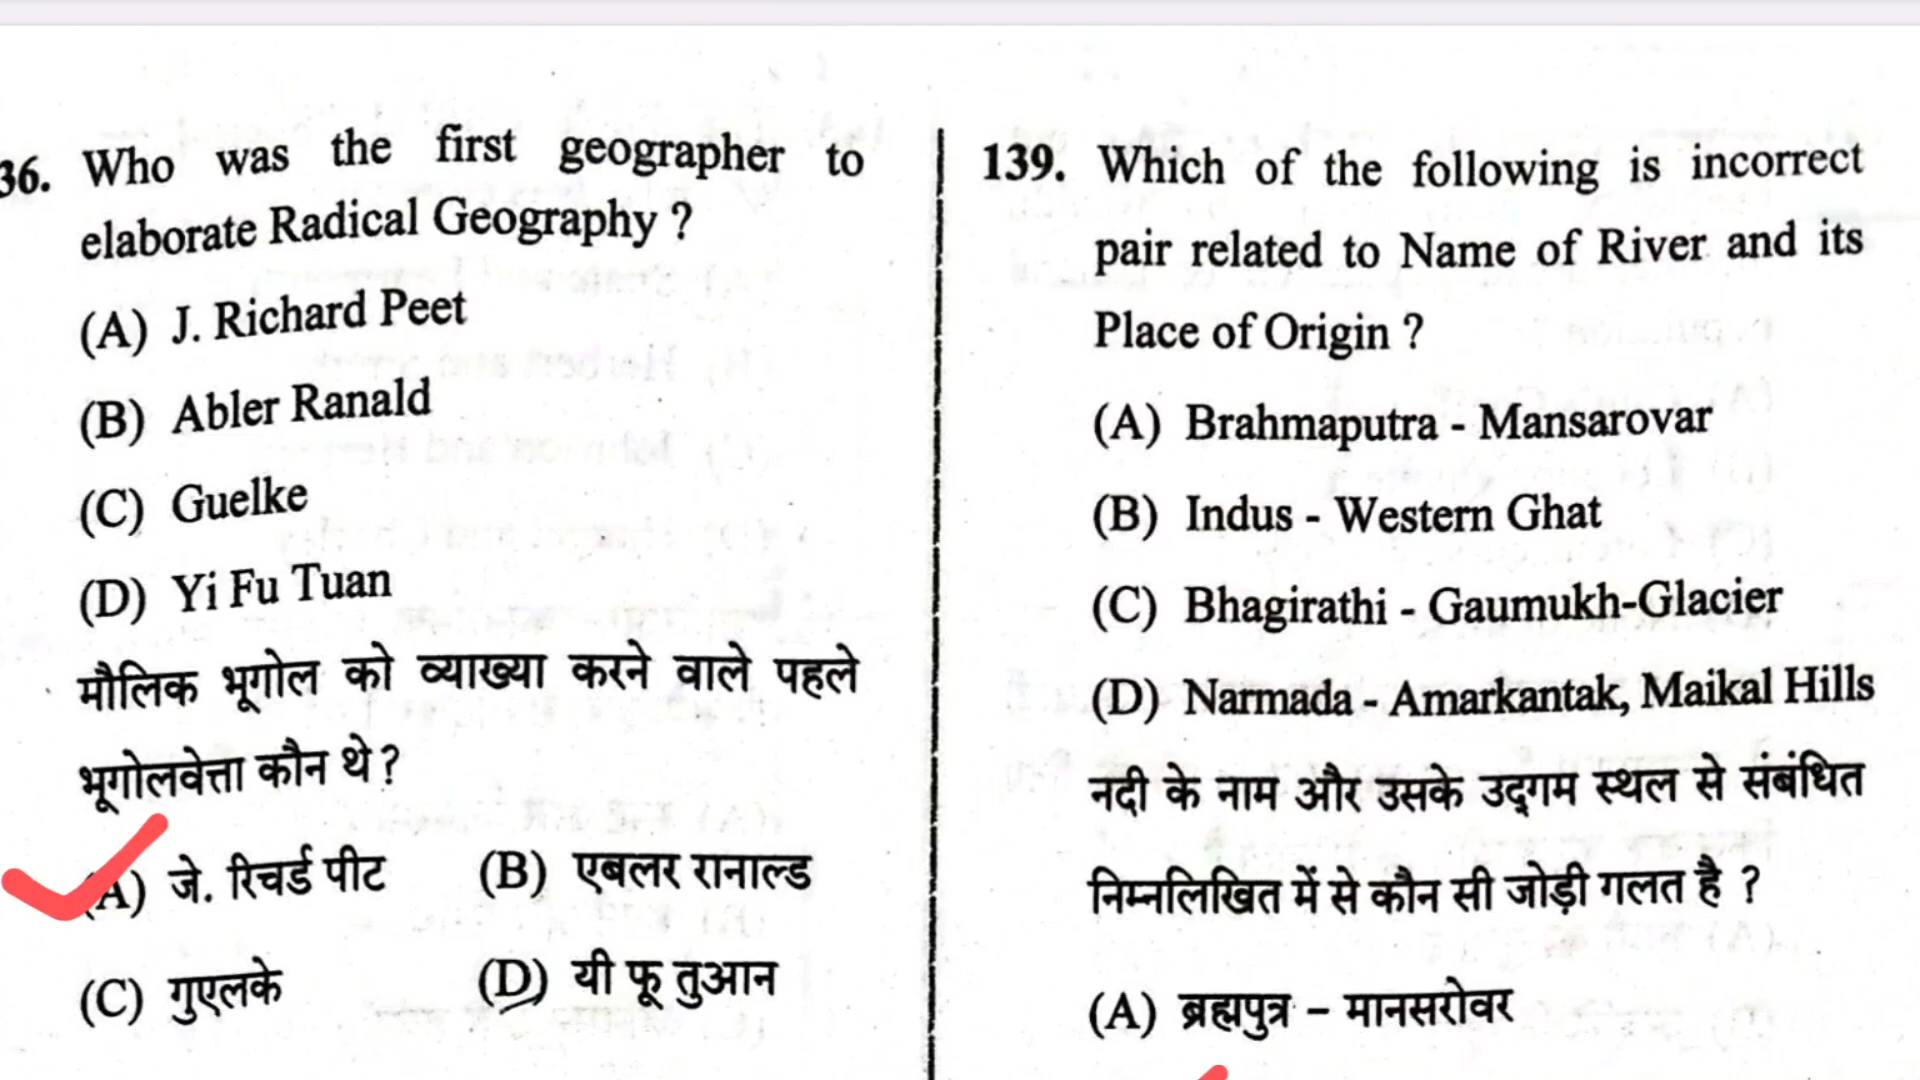 36. Who was the first geographer to
elaborate Radical Geography ?
(A) J. Richard Peet
(B) Abler Ranald
(C) Guelke
(D) Yi Fu Tuan
मौलिक भूगोल को व्याख्या करने वाले पहले
भूगोलवेत्ता कौन थे ?
(A) जे. रिचर्ड पीट (B) एबलर रानाल्ड
(C) गुएलके (D) यी फू तुआन
139. Which of the following is incorrect
pair related to Name of River and its
Place of Origin ?
(A) Brahmaputra - Mansarovar
(B) Indus - Western Ghat
(C) Bhagirathi - Gaumukh-Glacier
(D) Narmada - Amarkantak, Maikal Hills
नदी के नाम और उसके उद्गम स्थल से संबंधित
निम्नलिखित में से कौन सी जोड़ी गलत है ?
(A) ब्रह्मपुत्र – मानसरोवर